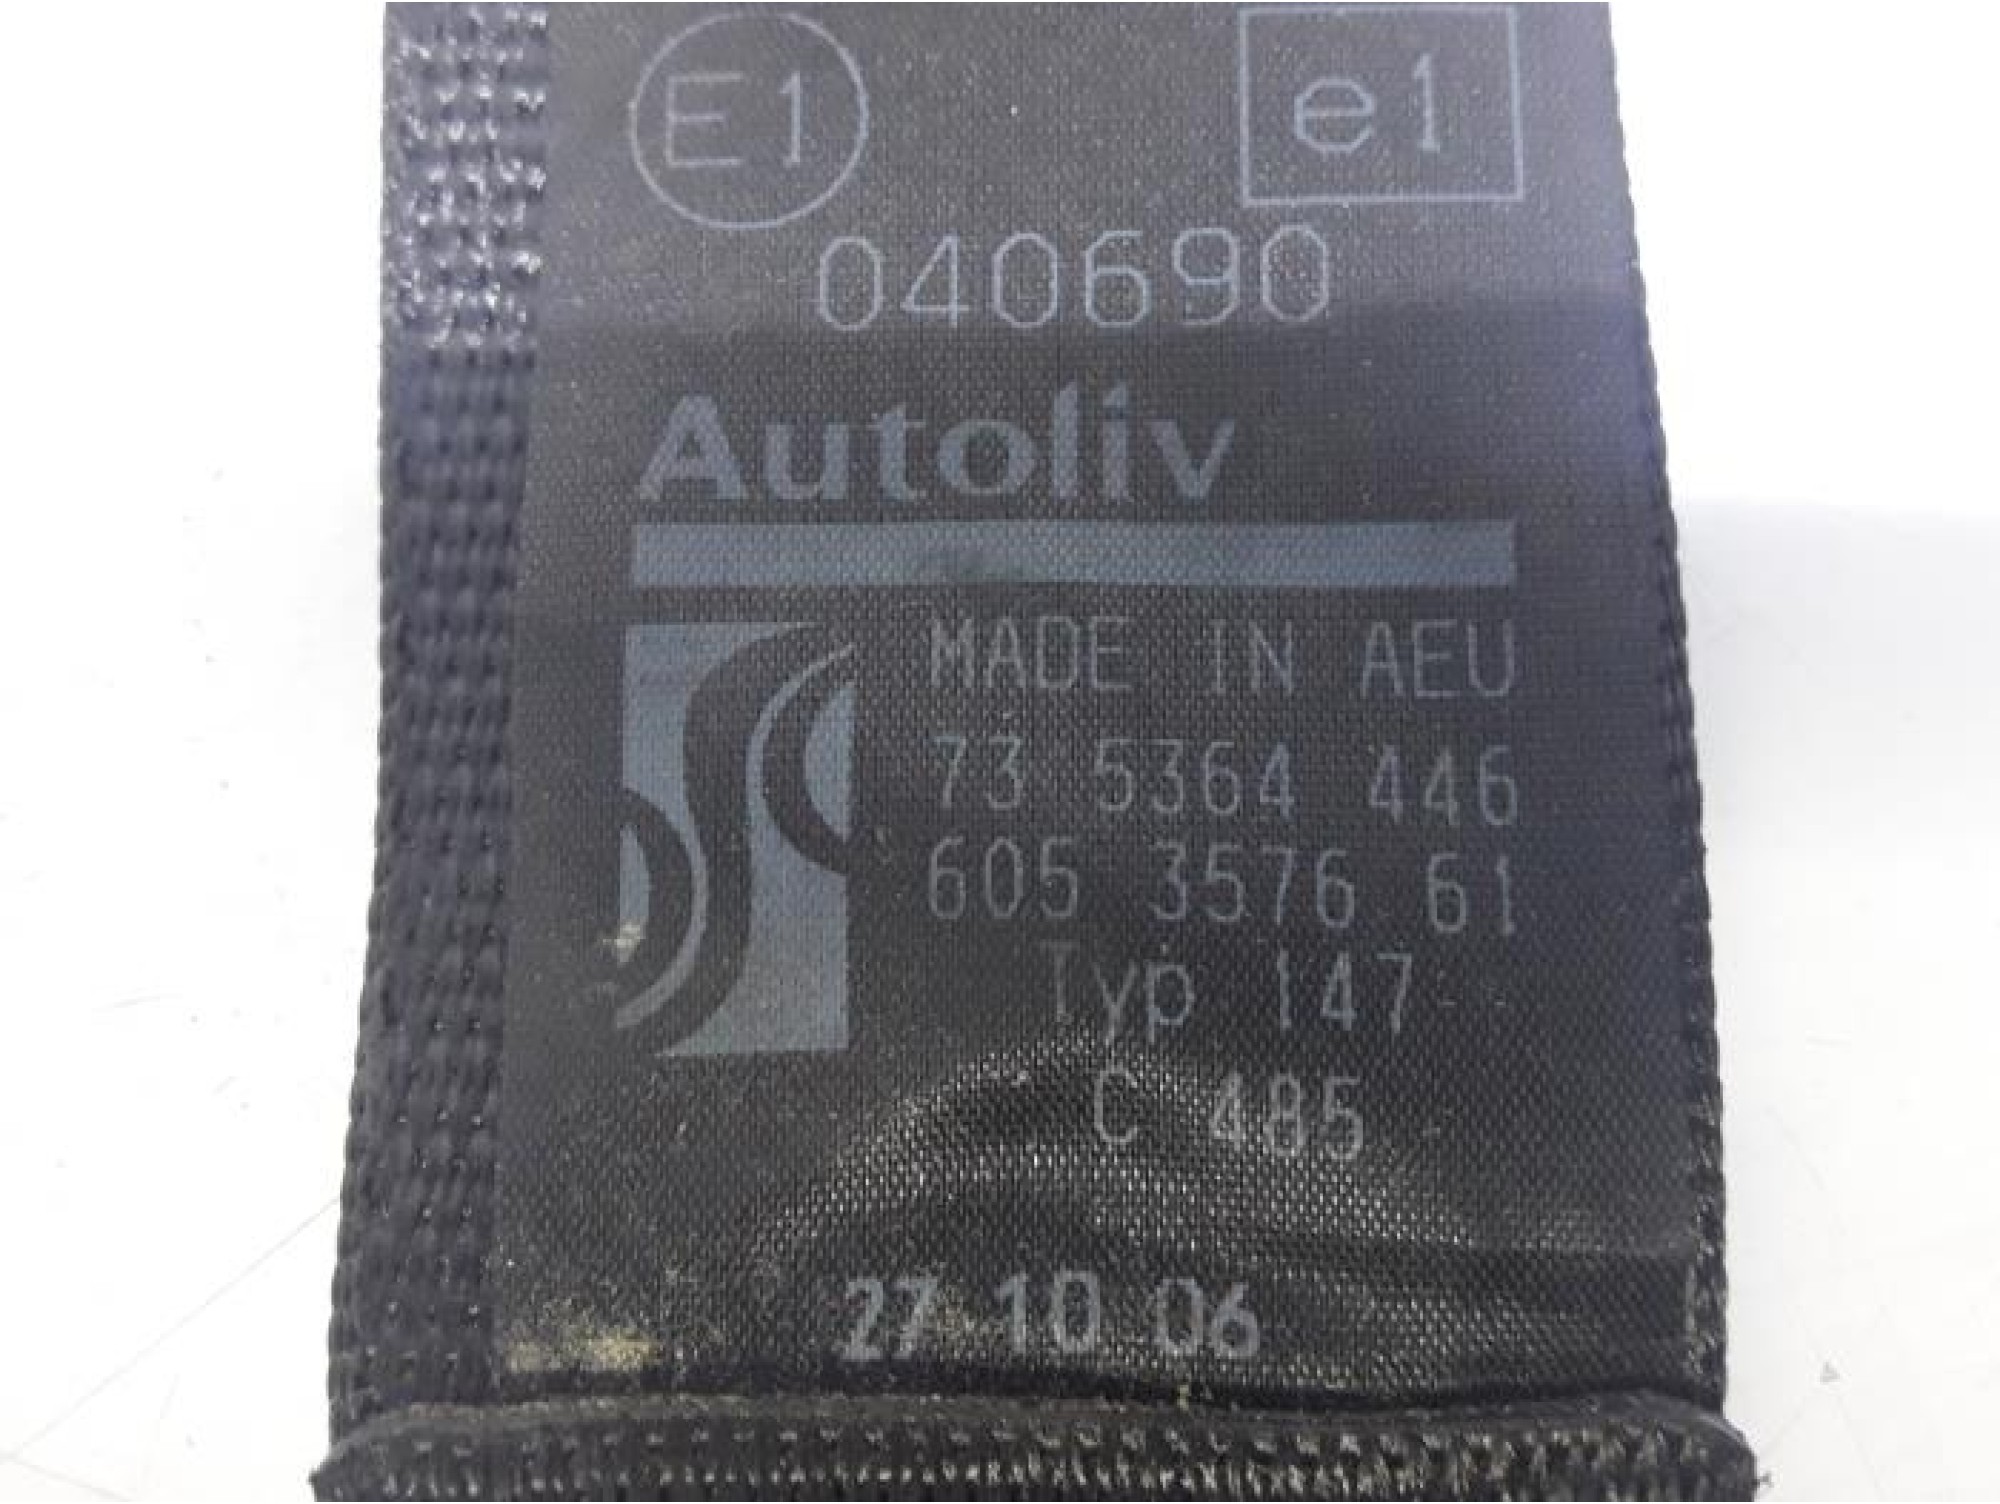 E1 e1
040690
Autoliv
MADE IN AEU
73 5364 446
605 3576 61
Typ 147
C 485
27 10 06